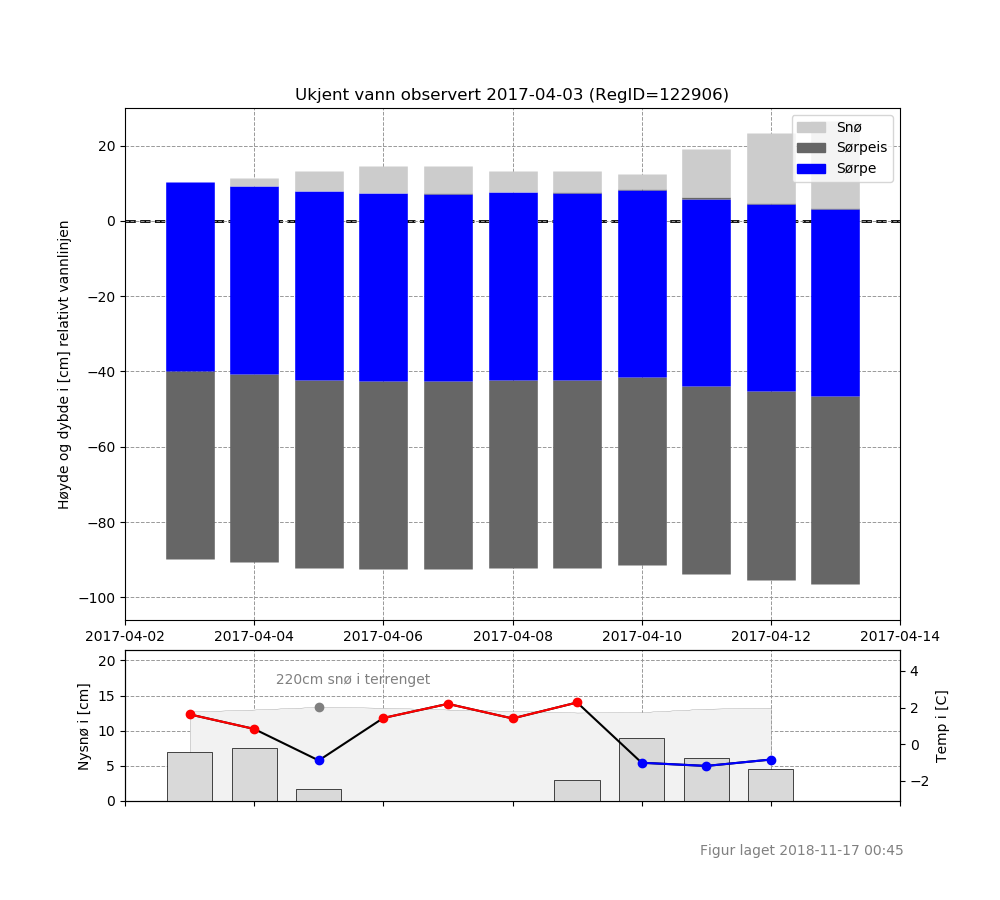 Ukjent vann observert 2017-04-03 (RegID=122906)
Høyde og dybde i [cm] relativt vannlinjen
20
0
−20
−40
−60
−80
−100
Snø
Sørpeis
Sørpe
2017-04-02 2017-04-04 2017-04-06 2017-04-08 2017-04-10 2017-04-12 2017-04-14
Nysnø i [cm]
20
15
10
5
0
220cm snø i terrenget
4
2
0
−2
Temp i [C]
Figur laget 2018-11-17 00:45